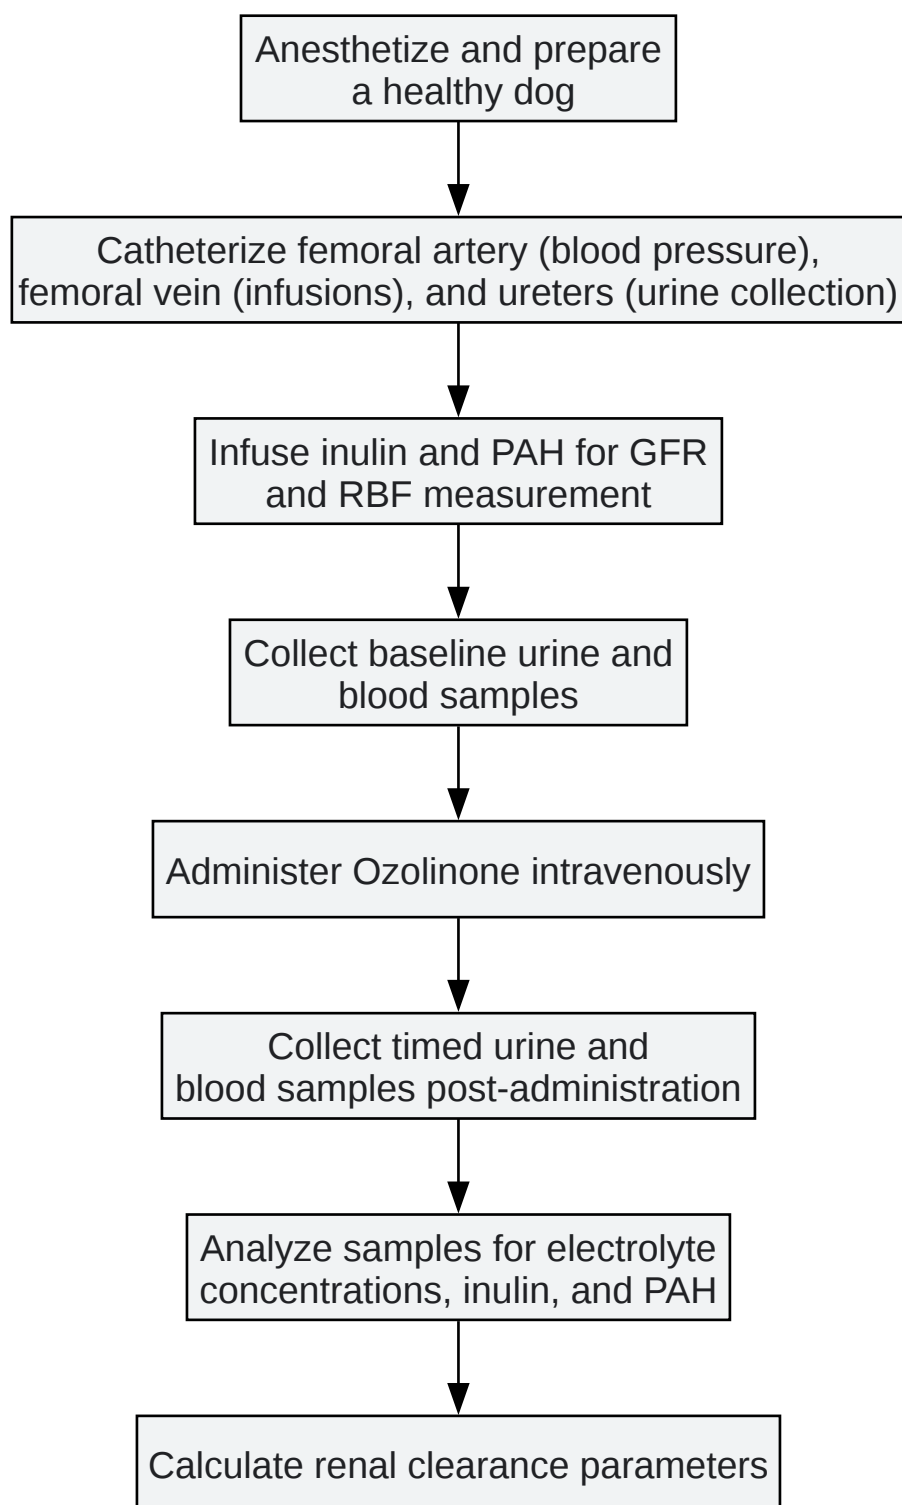 Anesthetize and prepare
a healthy dog
Catheterize femoral artery (blood pressure),
femoral vein (infusions), and ureters (urine collection)
Infuse inulin and PAH for GFR
and RBF measurement
Collect baseline urine and
blood samples
Administer Ozolinone intravenously
Collect timed urine and
blood samples post-administration
Analyze samples for electrolyte
concentrations, inulin, and PAH
Calculate renal clearance parameters